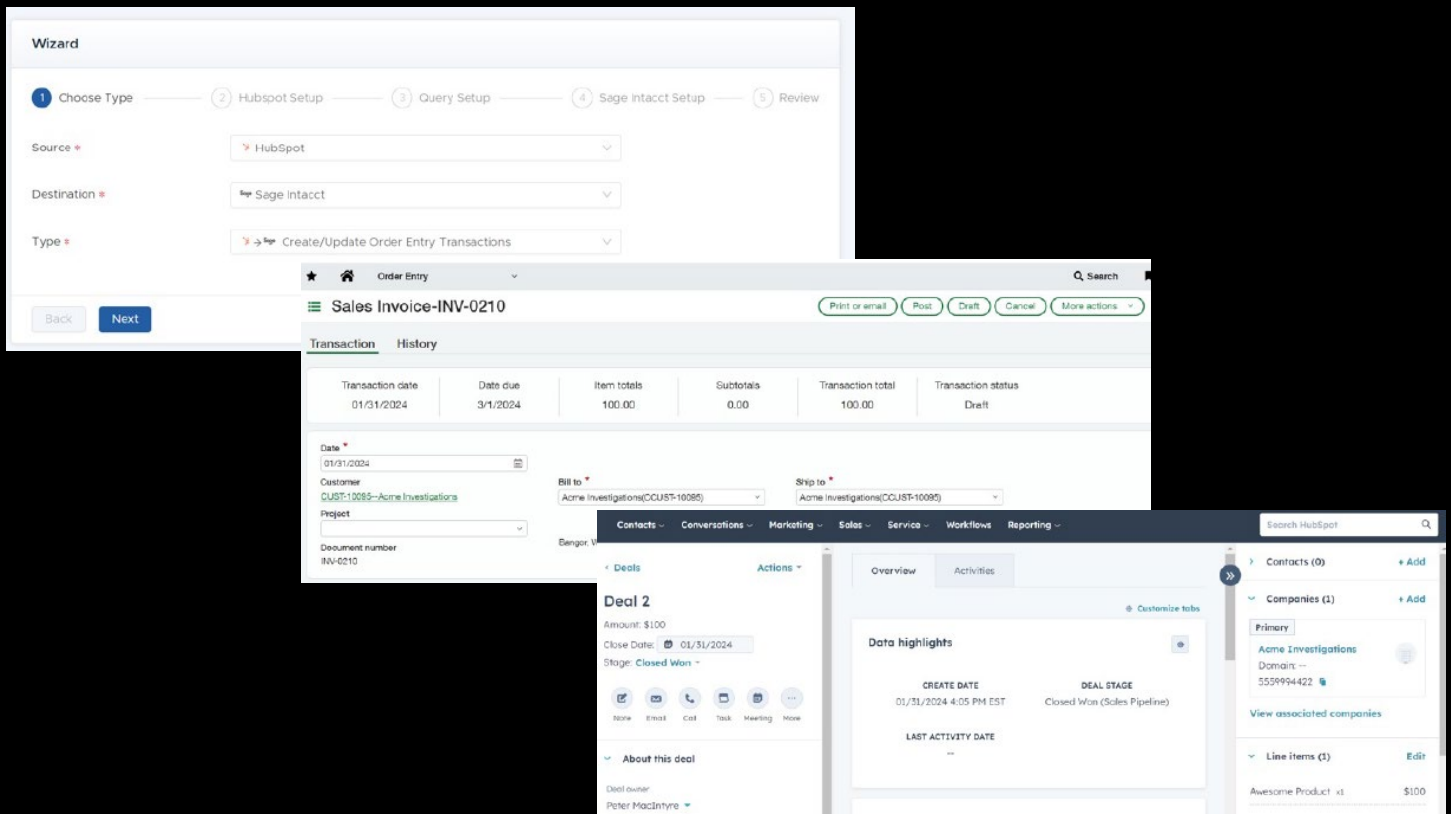 Wizard
1 Choose Type 2 Hubspot Setup 3 Query Setup 4 Sage Intacct Setup 5 Review
Source * HubSpot
Destination * Sage Intacct
Type * → Create/Update Order Entry Transactions
Back Next
Order Entry Search
Sales Invoice-INV-0210 Print or email Post Draft Cancel More actions
Transaction History
Transaction date Date due Item totals Subtotals Transaction total Transaction status
01/31/2024 3/1/2024 100.00 0.00 100.00 Draft
Date *
01/31/2024
Customer Bill to * Ship to *
CUST-10095--Acme Investigations Acme Investigations(CCUST-10095) Acme Investigations(CCUST-10095)
Project
Document number Bangor,
INV-0210
Contacts Conversations Marketing Sales Service Workflows Reporting Search HubSpot
Deals Actions Overview Activities Contacts (0) + Add
Deal 2 Companies (1) + Add
Customize tabs
Amount: $100 Primary
Close Date: 01/31/2024 Data highlights Acme Investigations
Stage: Closed Won Domain: --
CREATE DATE DEAL STAGE 5559994422
01/31/2024 4:05 PM EST Closed Won (Sales Pipeline)
Email Call Task Meeting More View associated companies
LAST ACTIVITY DATE
--
About this deal Line items (1) Edit
Deal owner
Peter MacIntyre Awesome Product x1 $100